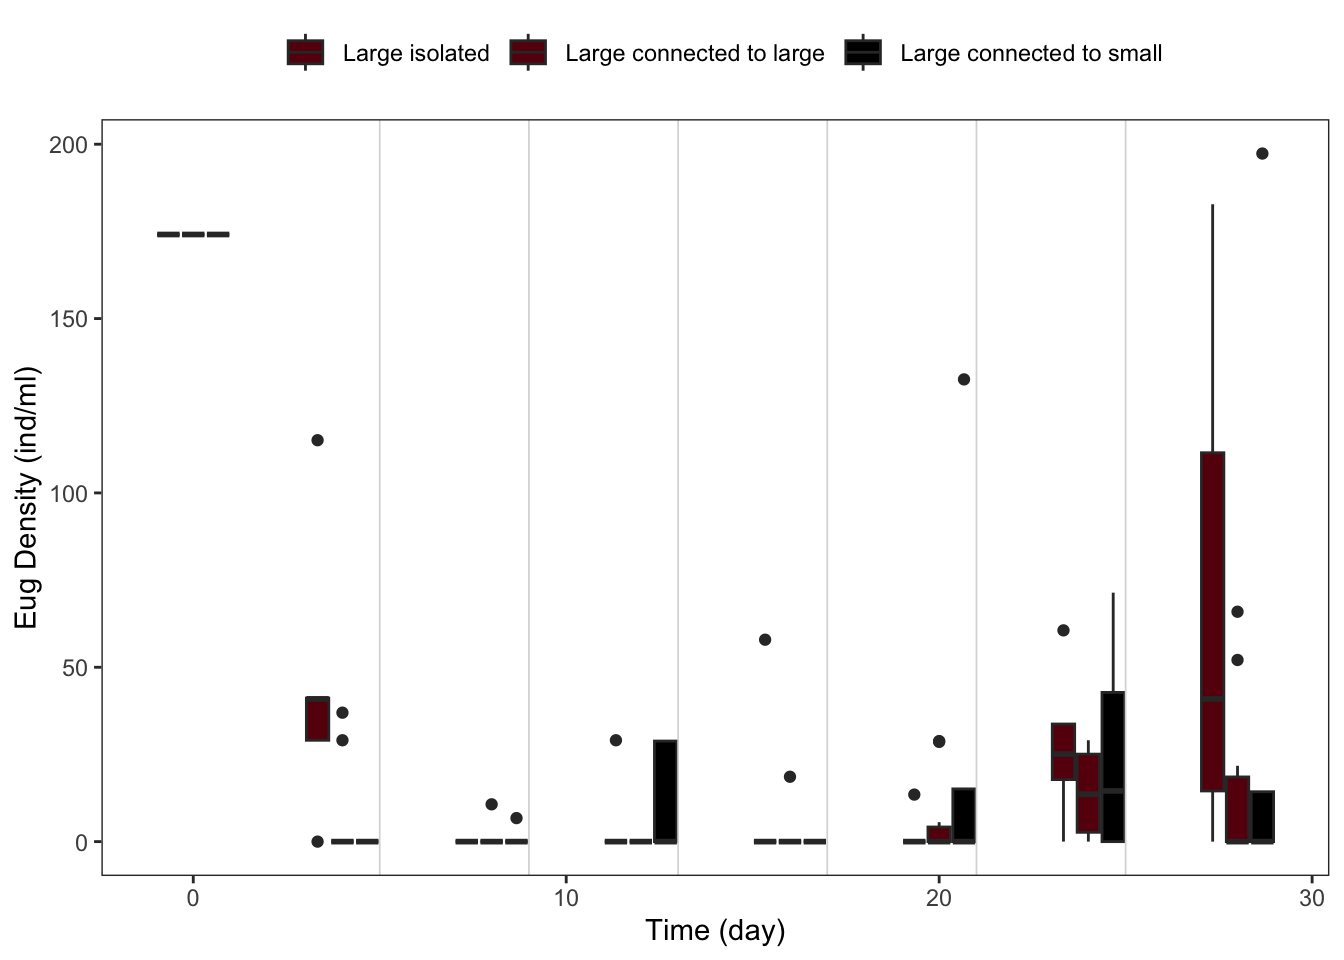 Large isolated Large connected to large Large connected to small
200
150
100
50
0
Eug Density (ind/ml)
0 10 20 30
Time (day)